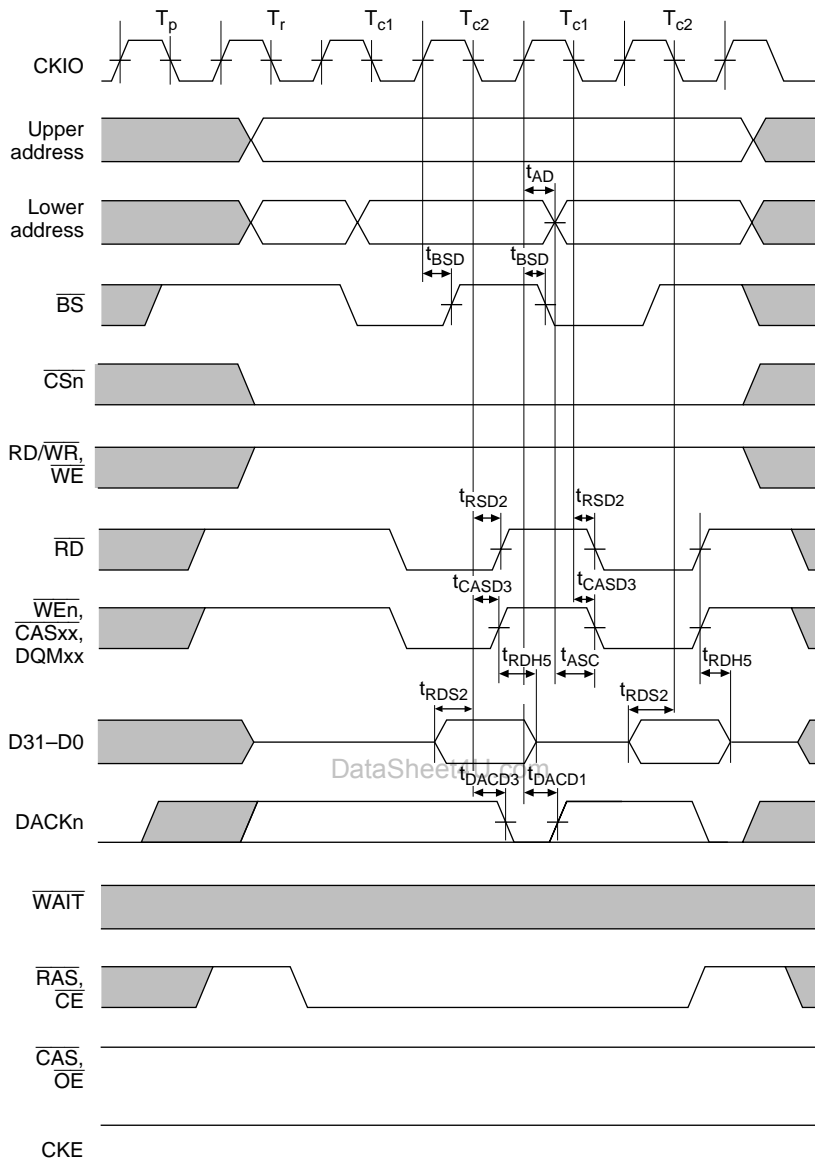 Tp Tr Tc1 Tc2 Tc1 Tc2
CKIO
Upper
address
tAD
Lower
address
tBSD tBSD
BS
CSn
RD/WR,
WE
tRSD2 tRSD2
RD
tCASD3 tCASD3
WEn,
CASxx,
DQMxx
tRDH5 tASC tRDH5
tRDS2 tRDS2
D31–D0
DataSheet4U.com
tDACD3 tDACD1
DACKn
WAIT
RAS,
CE
CAS,
OE
CKE